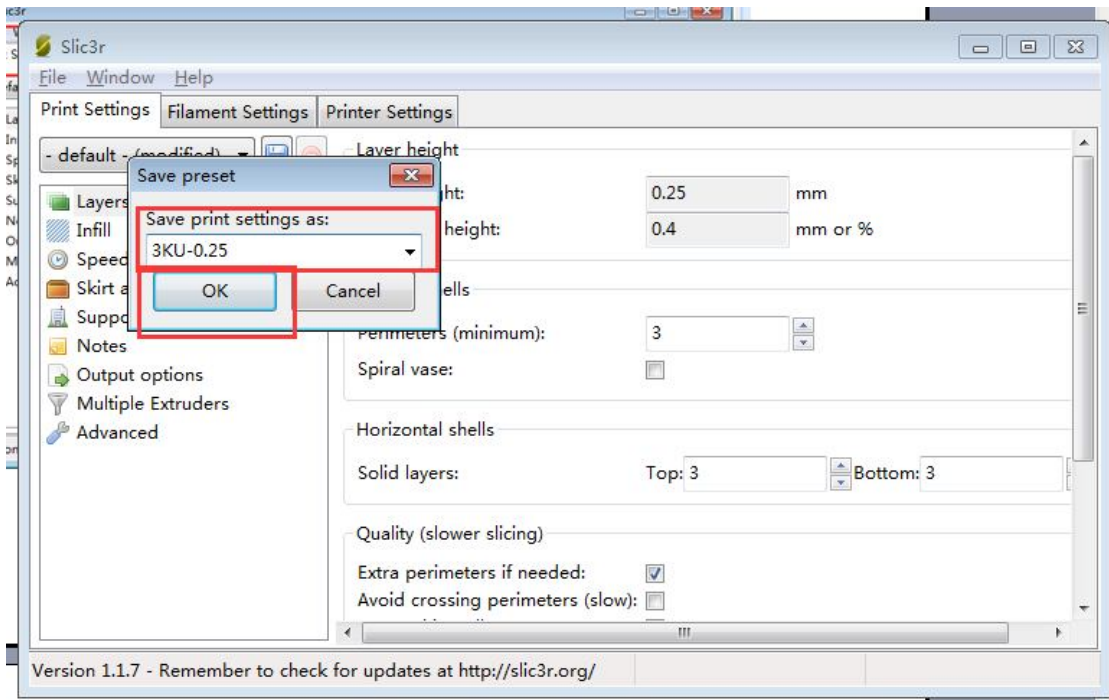 Slic3r
File Window Help
Print Settings Filament Settings Printer Settings
- default - (modified)
Layer height
Save preset
Layers
0.25 mm
Save print settings as:
Infill
height: 0.4 mm or %
3KU-0.25
Speed
OK Cancel
Skirt a
Perimeters (minimum): 3
Notes
Spiral vase:
Output options
Multiple Extruders
Advanced
Horizontal shells
Solid layers: Top: 3 Bottom: 3
Quality (slower slicing)
Extra perimeters if needed:
Avoid crossing perimeters (slow):
Version 1.1.7 - Remember to check for updates at http://slic3r.org/